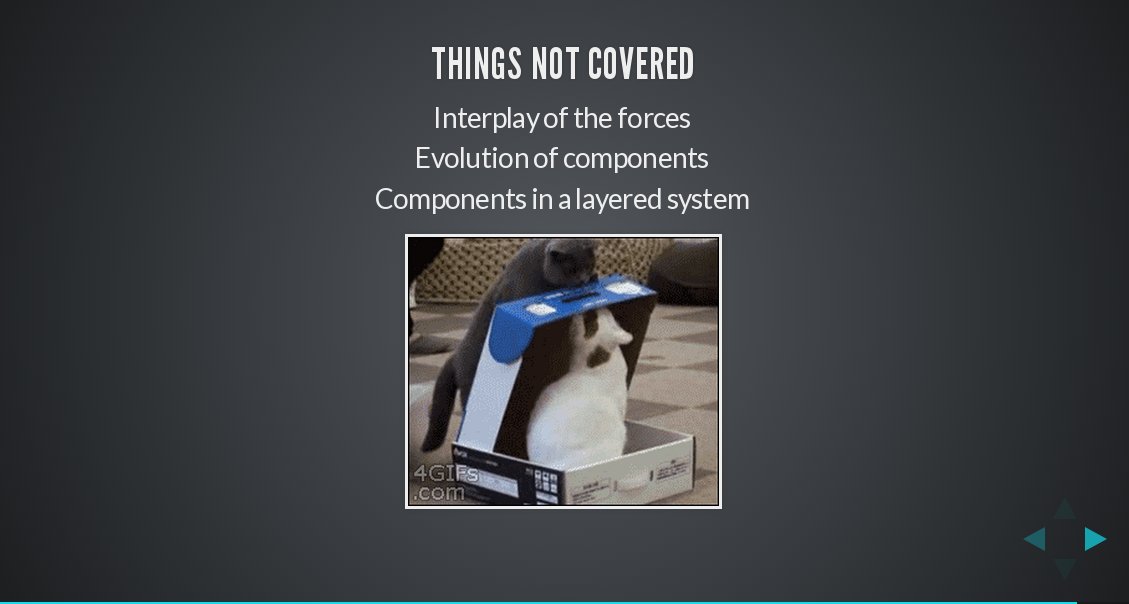 THINGS NOT COVERED
Interplay of the forces
Evolution of components
Components in a layered system
4GIFs
.com